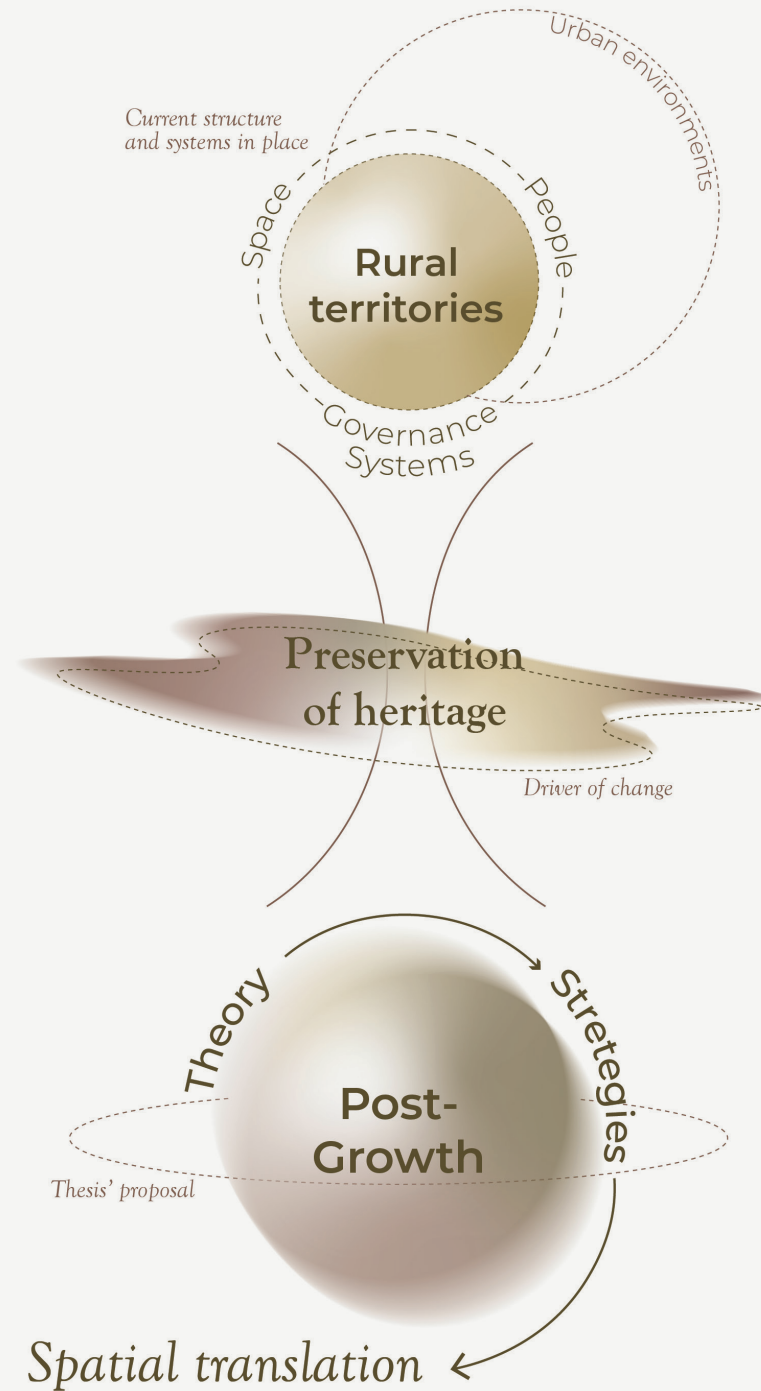 Urban environments
Current structure
and systems in place
Space
People
Rural
territories
Governance
Systems
Preservation
of heritage
Driver of change
Theory
Stretegies
Post-
Growth
Thesis' proposal
Spatial translation